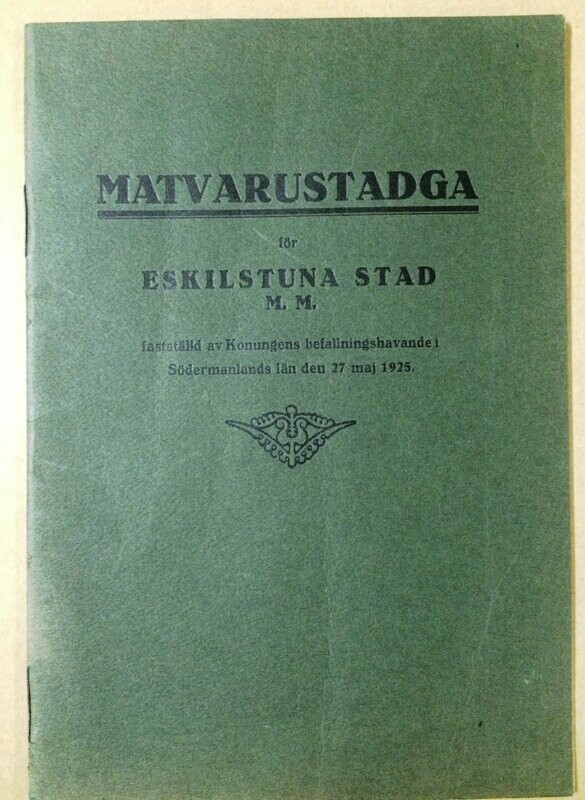 MATVARUSTADGA
för
ESKILSTUNA STAD
M. M.
fastställd av Konungens befallningshavande i
Södermanlands län den 27 maj 1925.